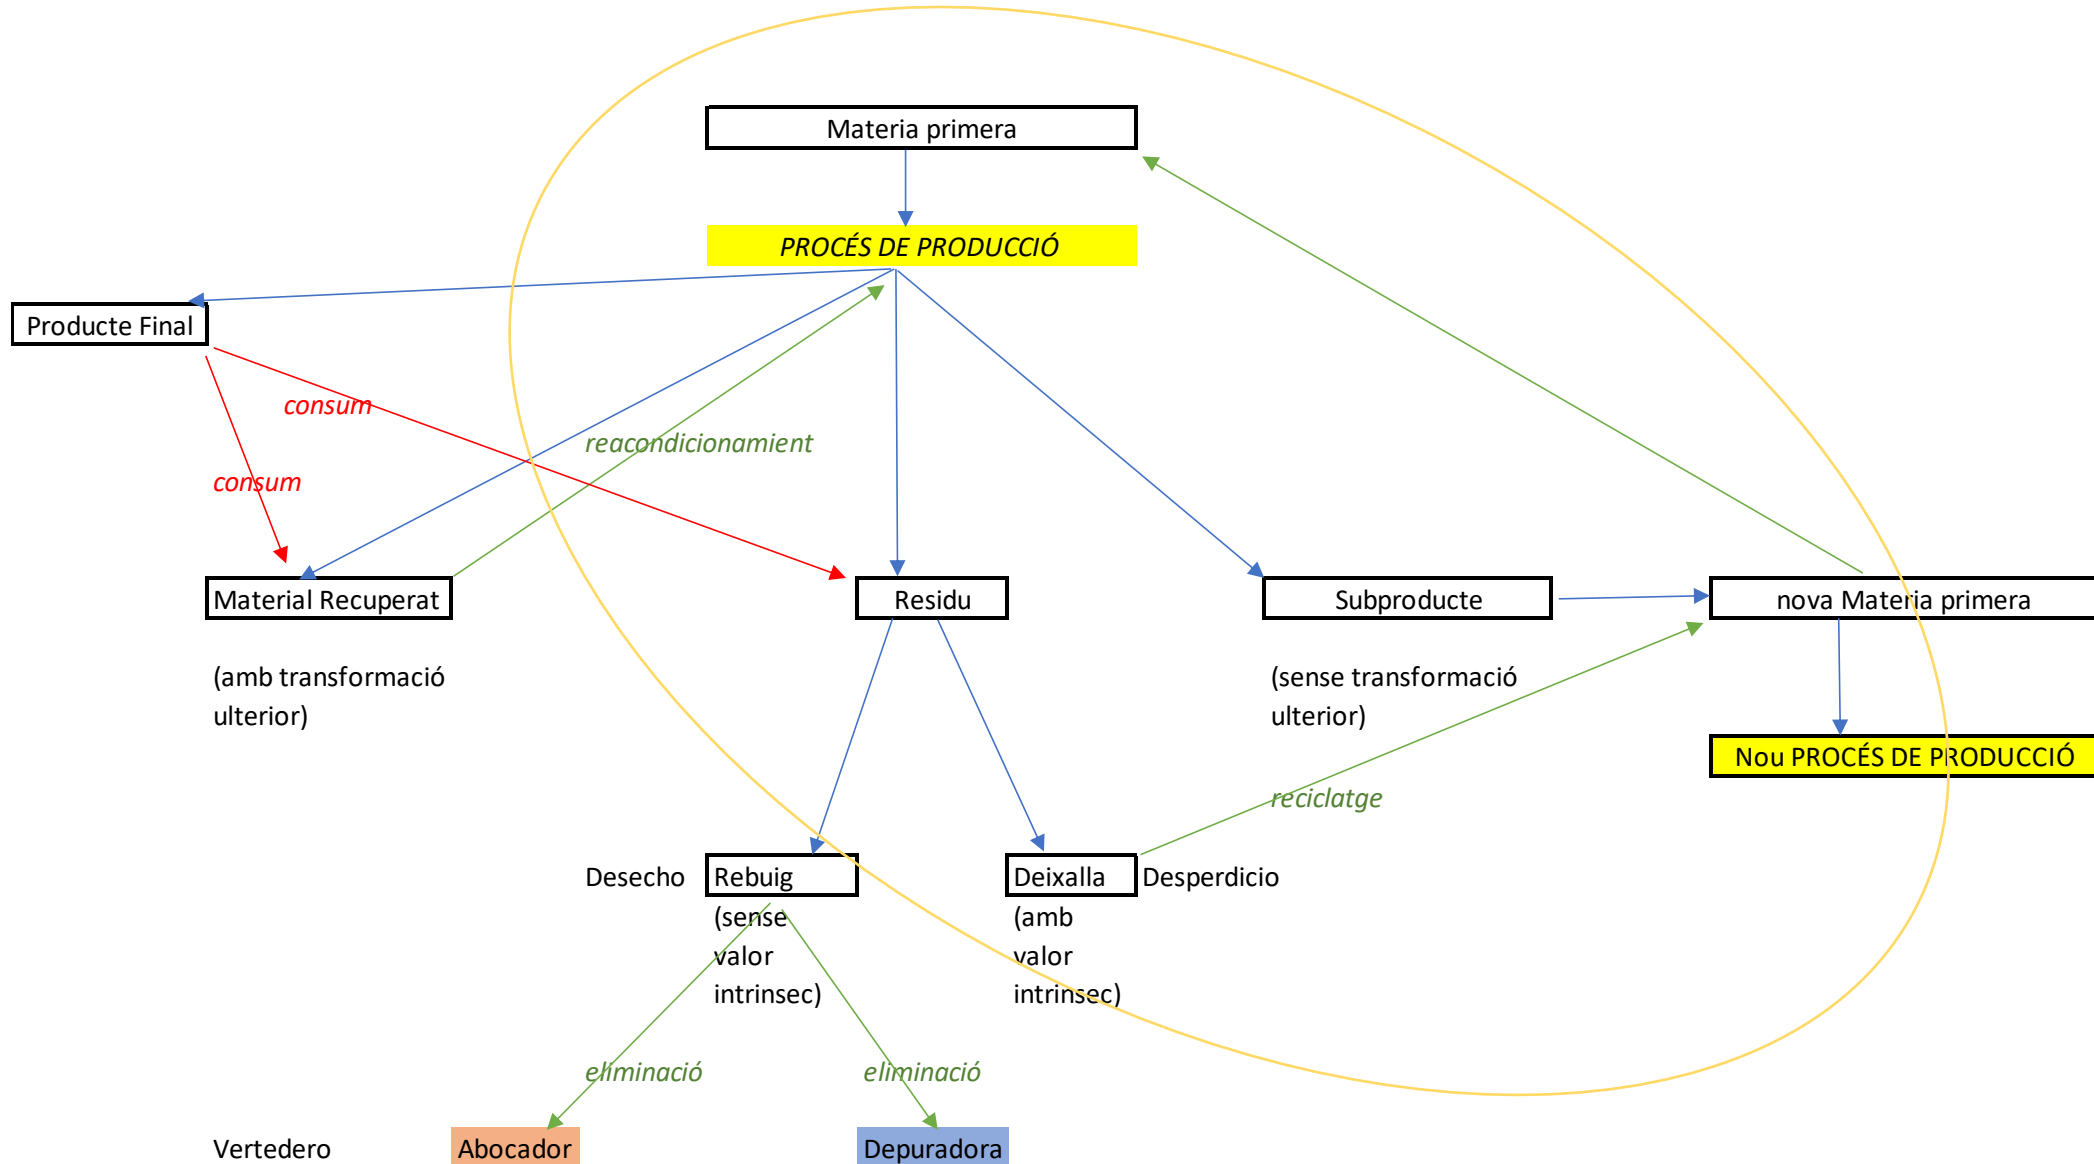 Materia primera
PROCÉS DE PRODUCCIÓ
Producte Final
consum
reacondicionamient
consum
Material Recuperat
Residu
Subproducte
nova Materia primera
(amb transformació
ulterior)
(sense transformació
ulterior)
Nou PROCÉS DE PRODUCCIÓ
reciclatge
Desecho
Rebuig
Deixalla
Desperdicio
(sense
valor
intrinsec)
(amb
valor
intrinsec)
eliminació
eliminació
Vertedero
Abocador
Depuradora